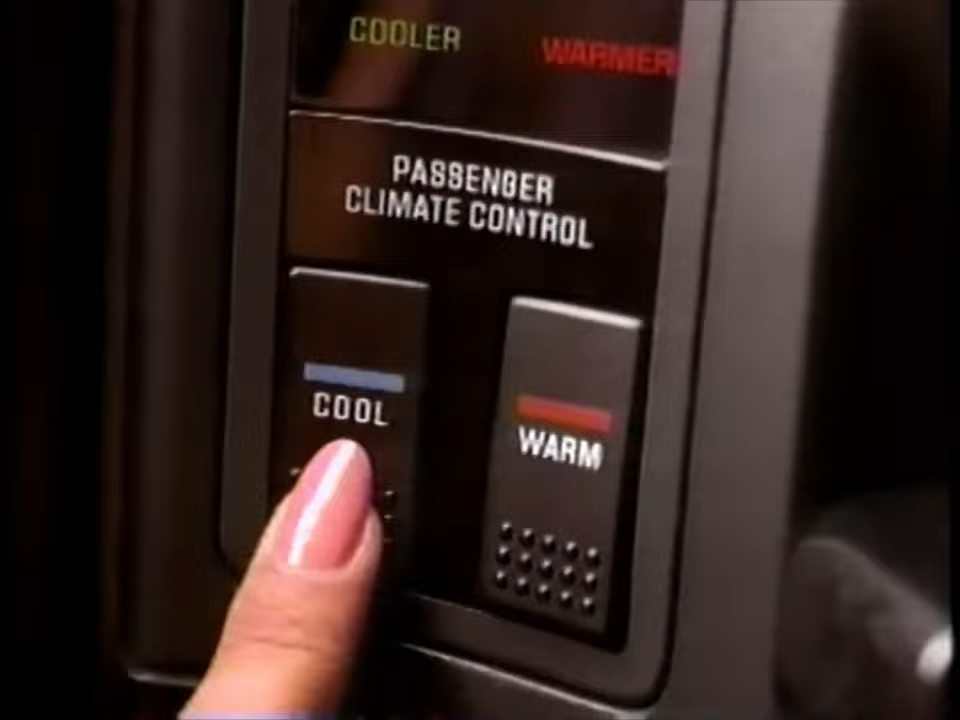 COOLER WARMER
PASSENGER
CLIMATE CONTROL
COOL
WARM